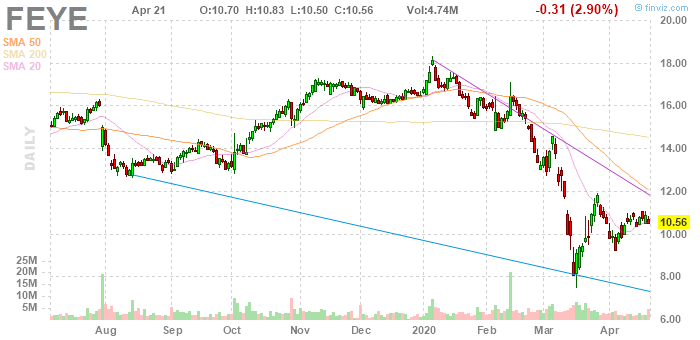 FEYE
Apr 21 O:10.70 H:10.83 L:10.50 C:10.56 Vol:4.74M -0.31 (2.90%)
© finviz.com
SMA 50
SMA 200
SMA 20
DAILY
20.00
18.00
16.00
14.00
12.00
10.56
10.00
8.00
6.00
25M
20M
15M
10M
5M
Aug Sep Oct Nov Dec 2020 Feb Mar Apr